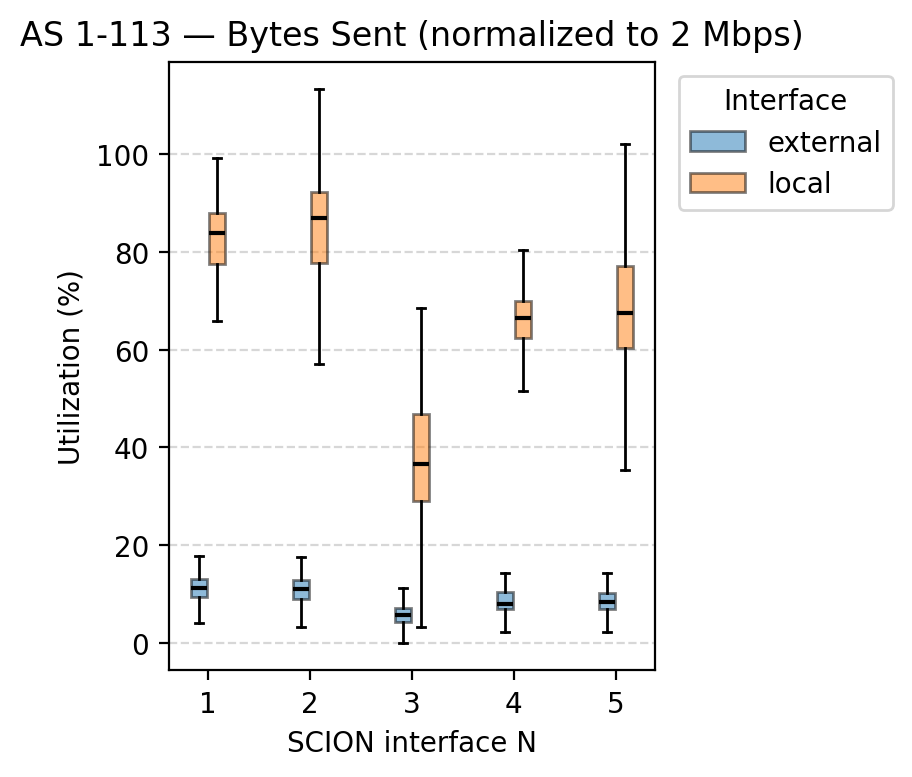 AS 1-113 — Bytes Sent (normalized to 2 Mbps)
Interface
external
local
Utilization (%)
100
80
60
40
20
0
1 2 3 4 5
SCION interface N